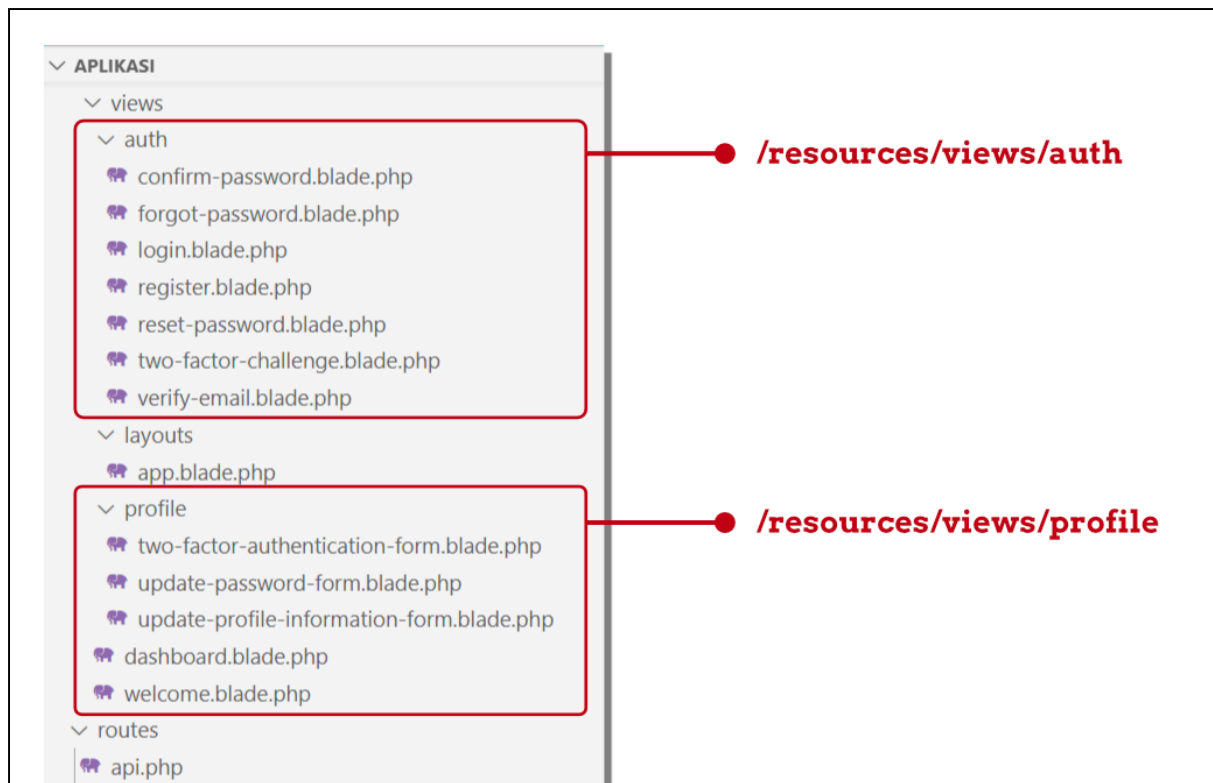 APLIKASI
views
auth
/resources/views/auth
confirm-password.blade.php
forgot-password.blade.php
login.blade.php
register.blade.php
reset-password.blade.php
two-factor-challenge.blade.php
verify-email.blade.php
layouts
app.blade.php
profile
/resources/views/profile
two-factor-authentication-form.blade.php
update-password-form.blade.php
update-profile-information-form.blade.php
dashboard.blade.php
welcome.blade.php
routes
api.php